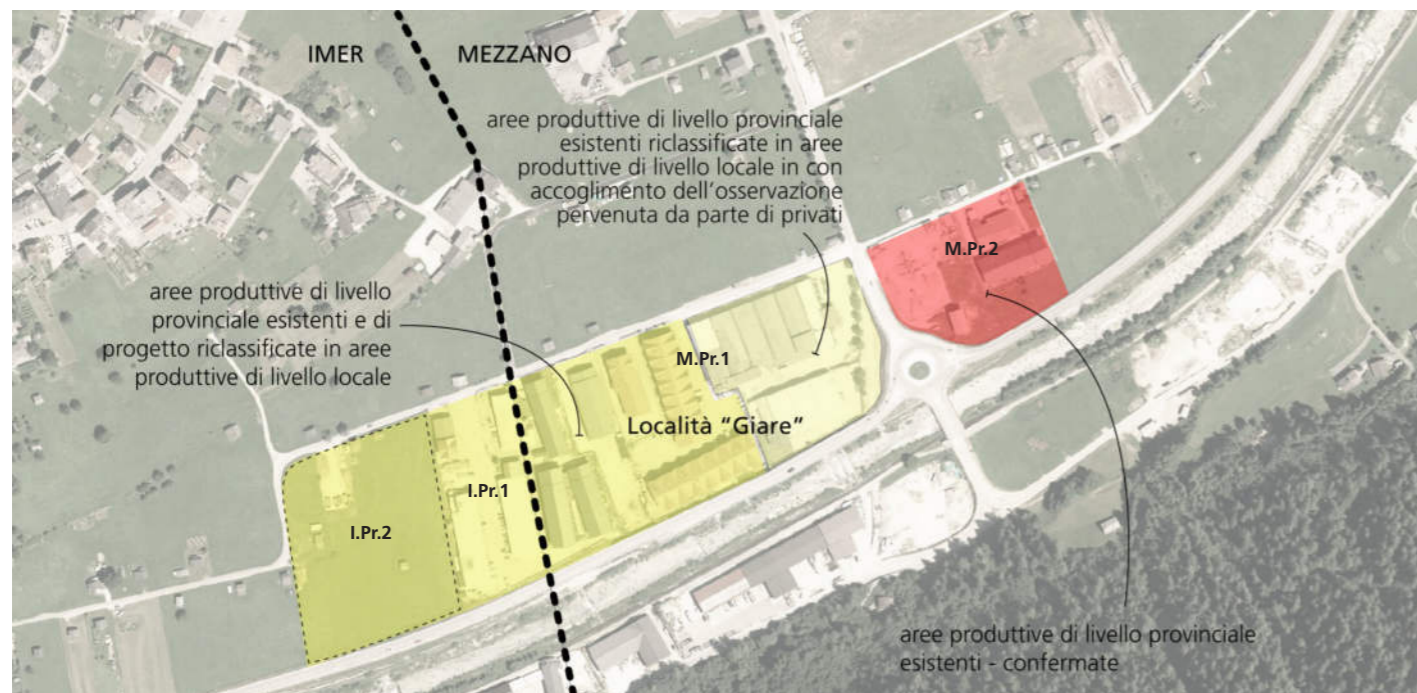 IMER
MEZZANO
aree produttive di livello provinciale
esistenti riclassificate in aree
produttive di livello locale in con
accoglimento dell'osservazione
pervenuta da parte di privati
M.Pr.2
aree produttive di livello
provinciale esistenti e di
progetto riclassificate in aree
produttive di livello locale
M.Pr.1
Località "Giare"
I.Pr.1
I.Pr.2
aree produttive di livello provinciale
esistenti - confermate